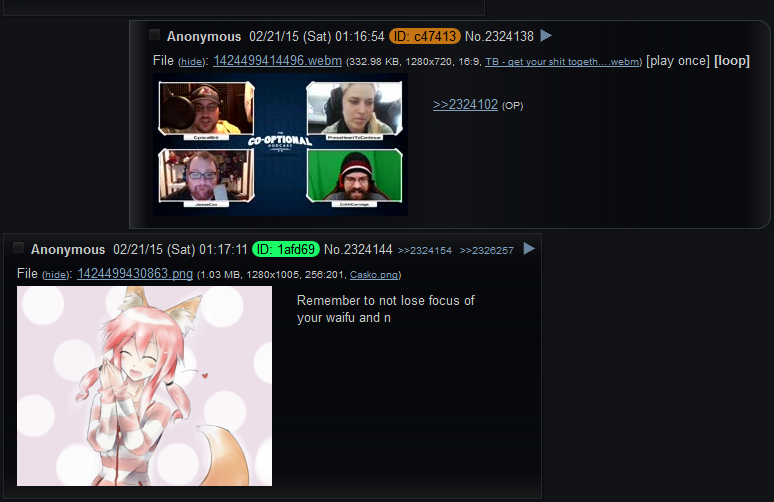 Anonymous 02/21/15 (Sat) 01:16:54 ID: c47413 No.2324138
File (hide): 1424499414496.webm (332.98 KB, 1280x720, 16:9, TB - get your shit togeth....webm) [play once] [loop]
>>2324102 (OP)
CynicalBrit
PressHeartToContinue
THE
CO-OPTIONAL
PODCAST
JesseCox
Anonymous 02/21/15 (Sat) 01:17:11 ID: 1afd69 No.2324144 >>2324154 >>2326257
File (hide): 1424499430863.png (1.03 MB, 1280x1005, 256:201, Casko.png)
Remember to not lose focus of
your waifu and n